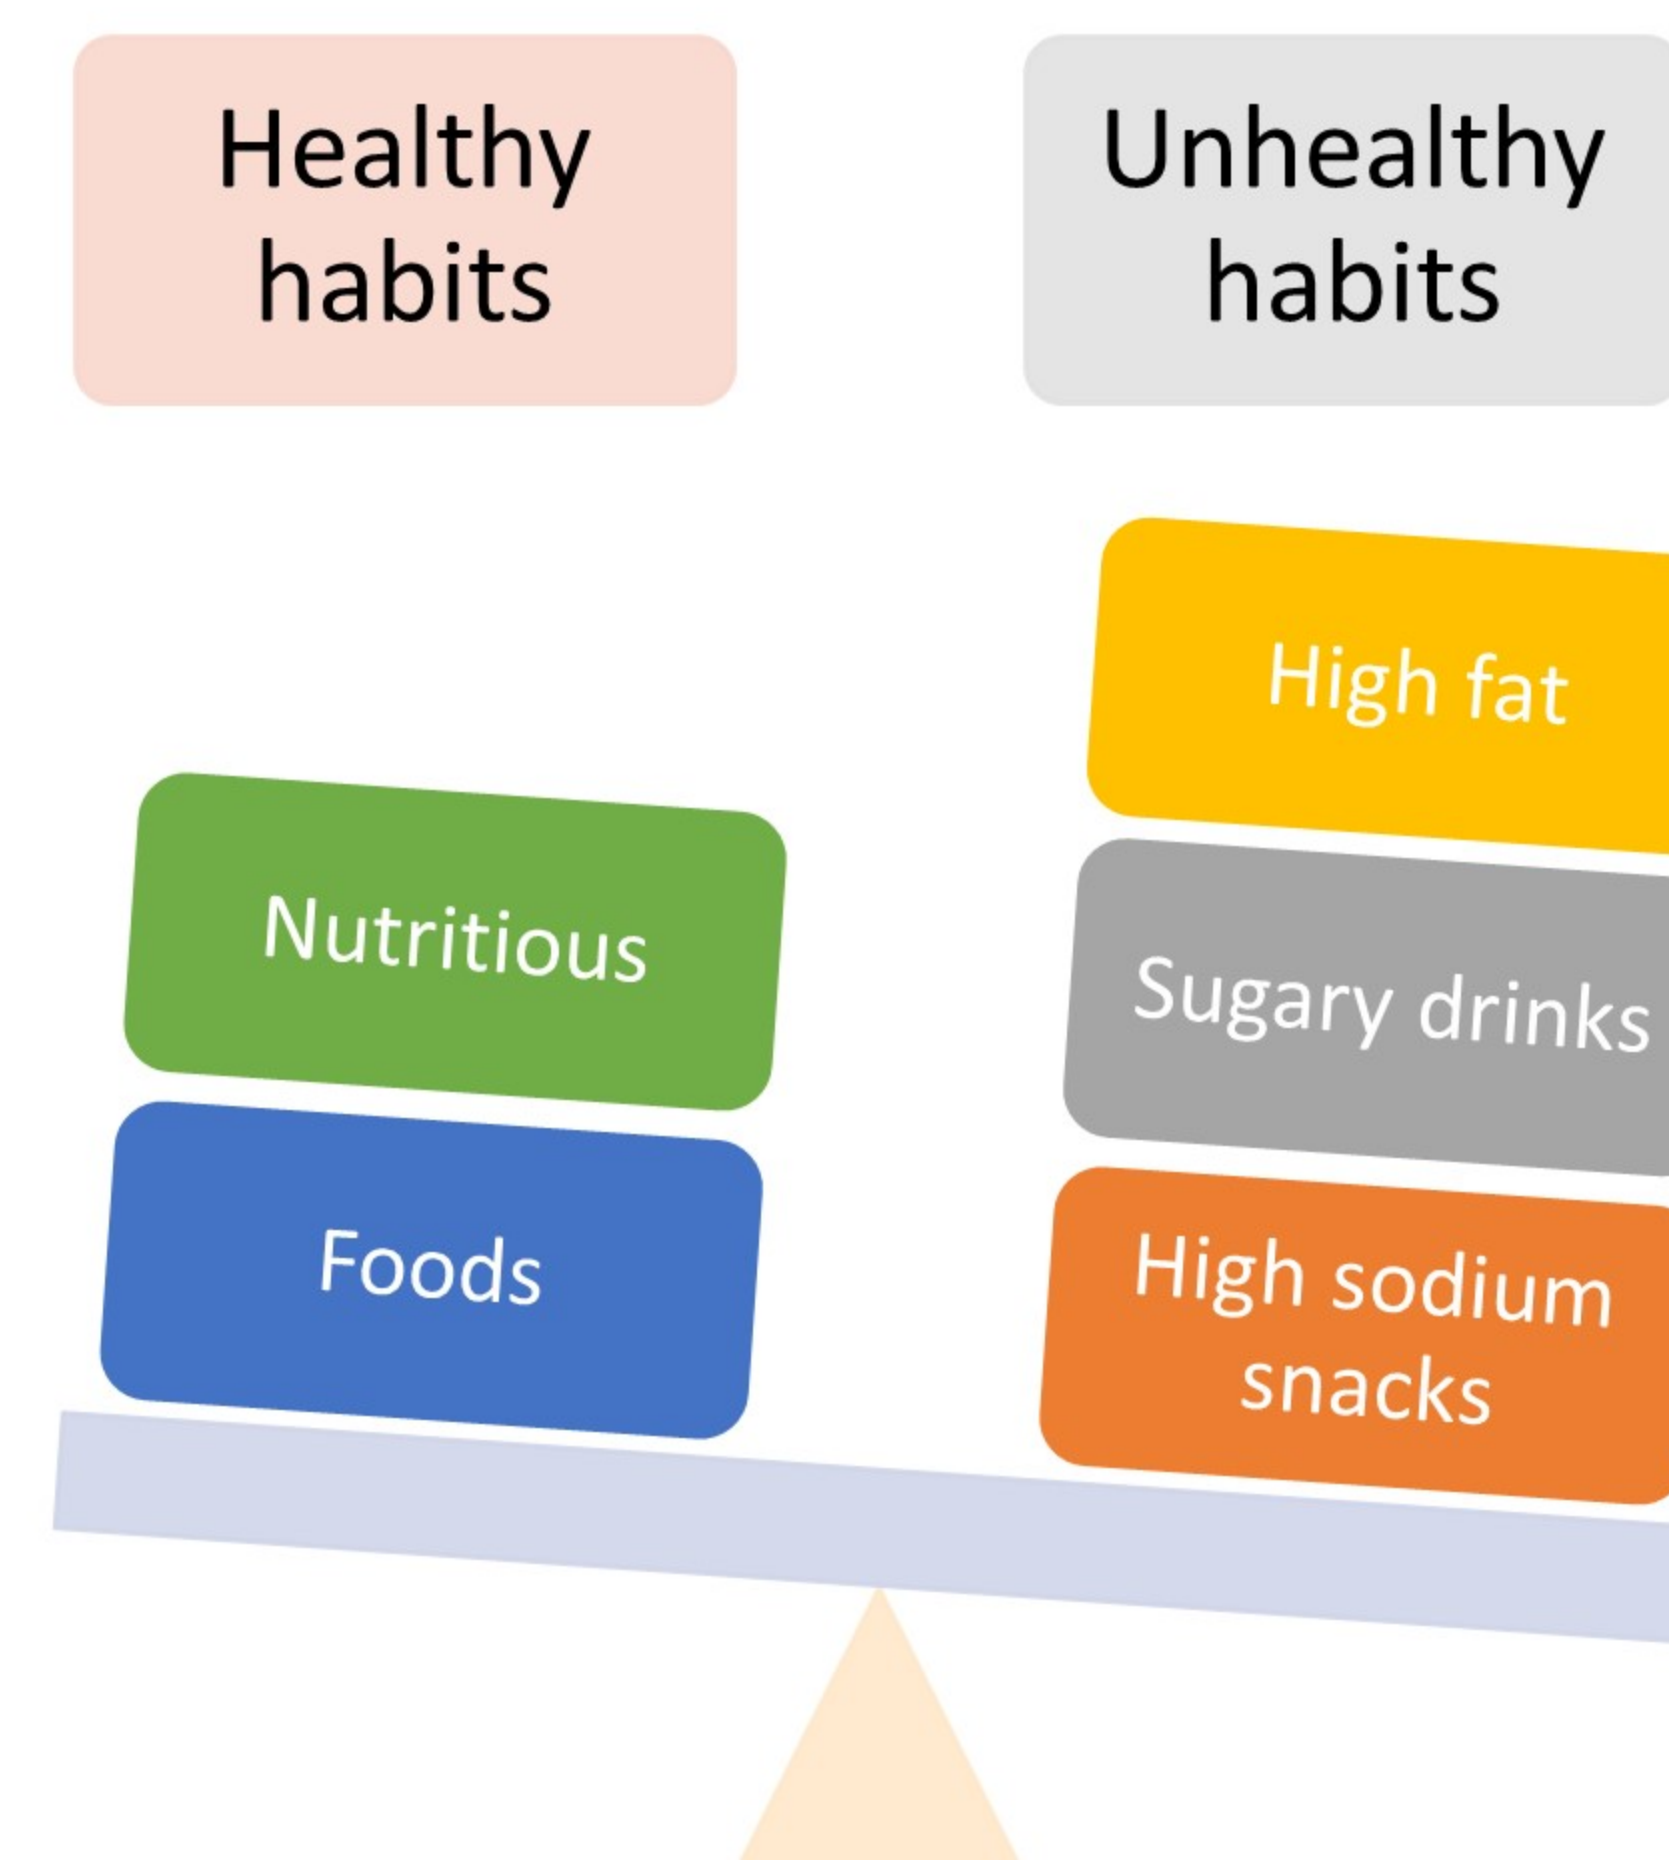 Healthy
habits
Unhealthy
habits
High fat
Nutritious
Sugary drinks
Foods
High sodium
snacks